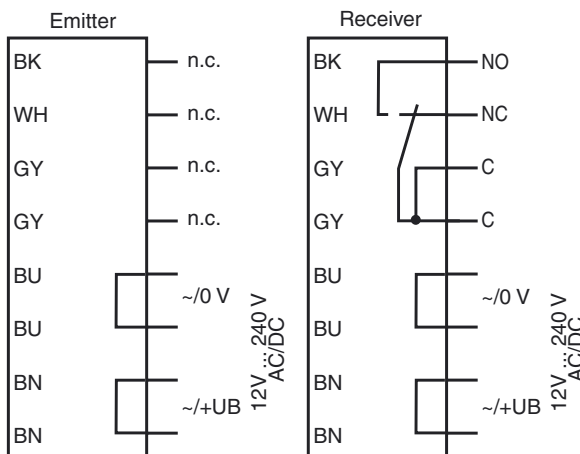 Emitter
BK n.c.
WH n.c.
GY n.c.
GY n.c.
BU
~/0 V
BU
BN
~/+UB
BN
12V ... 240 V
AC/DC
Receiver
BK NO
WH NC
GY C
GY C
BU
~/0 V
BU
BN
~/+UB
BN
12V ... 240 V
AC/DC